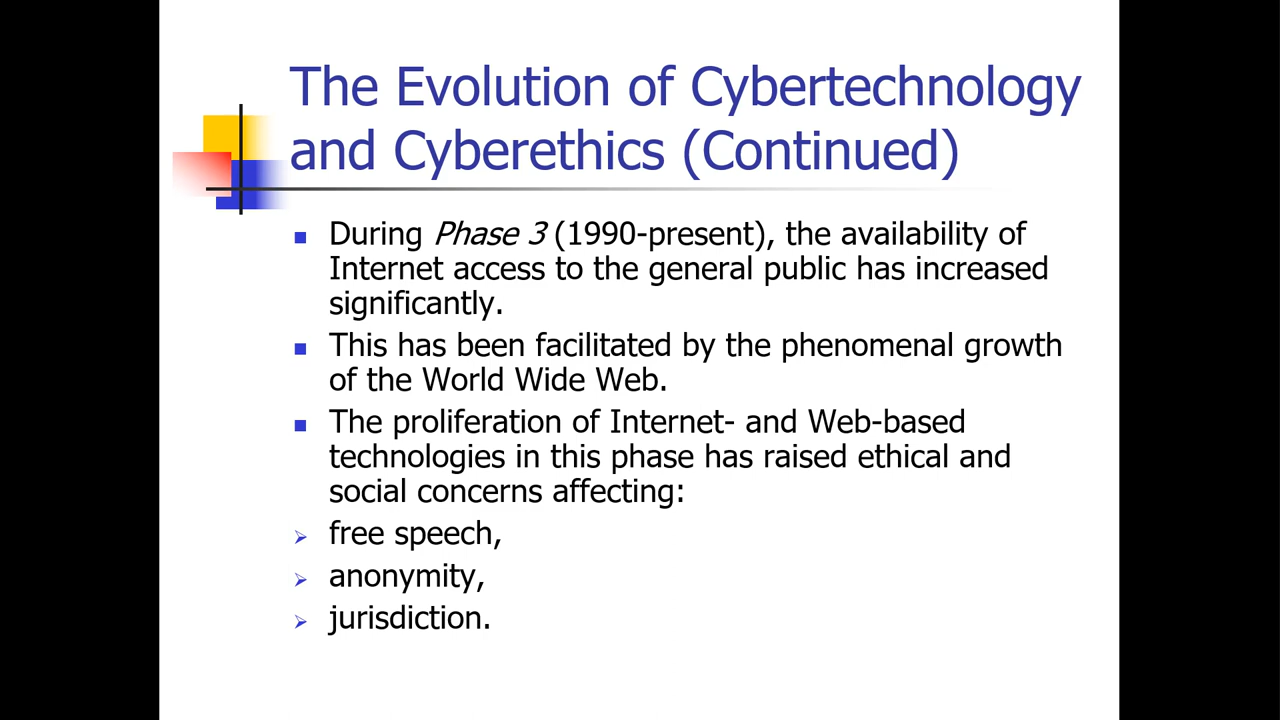 The Evolution of Cybertechnology
and Cyberethics (Continued)
During Phase 3 (1990-present), the availability of
Internet access to the general public has increased
significantly.
This has been facilitated by the phenomenal growth
of the World Wide Web.
The proliferation of Internet- and Web-based
technologies in this phase has raised ethical and
social concerns affecting:
free speech,
anonymity,
jurisdiction.